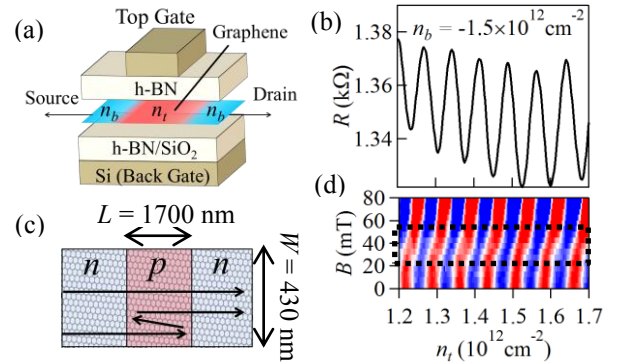 (a)
Top Gate
Graphene
h-BN
Source
n_b
n_t
n_b
Drain
h-BN/SiO₂
Si (Back Gate)
(b)
n_b = -1.5×10¹²cm⁻²
1.38
1.36
1.34
R (kΩ)
(c)
L = 1700 nm
n
p
n
W = 430 nm
(d)
80
60
40
20
0
B (mT)
1.2 1.3 1.4 1.5 1.6 1.7
n_t (10¹²cm⁻²)